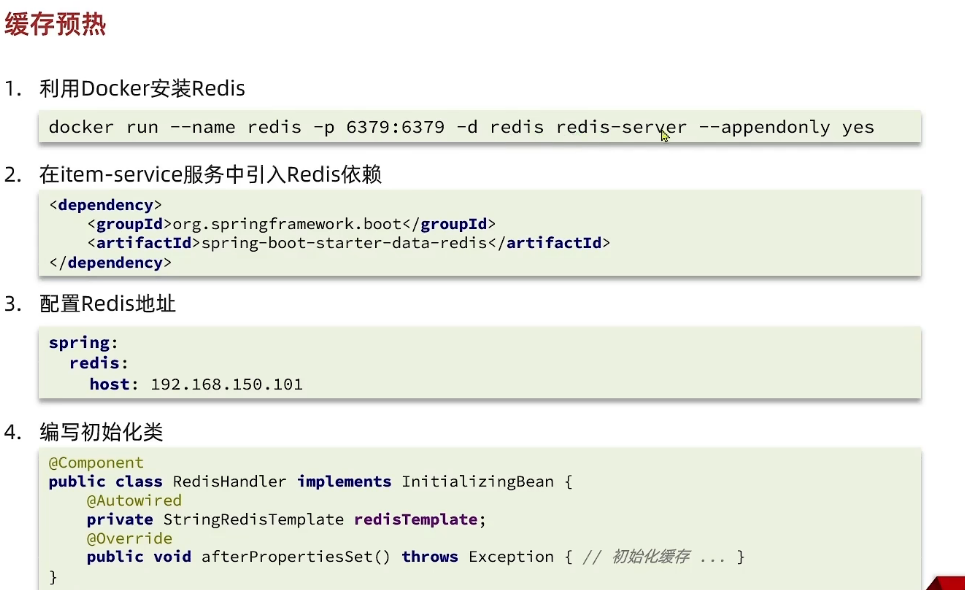 缓存预热
1. 利用Docker安装Redis
docker run --name redis -p 6379:6379 -d redis redis-server --appendonly yes
2. 在item-service服务中引入Redis依赖
<dependency>
    <groupId>org.springframework.boot</groupId>
    <artifactId>spring-boot-starter-data-redis</artifactId>
</dependency>
3. 配置Redis地址
spring:
  redis:
    host: 192.168.150.101
4. 编写初始化类
@Component
public class RedisHandler implements InitializingBean {
    @Autowired
    private StringRedisTemplate redisTemplate;
    @Override
    public void afterPropertiesSet() throws Exception { // 初始化缓存 ... }
}